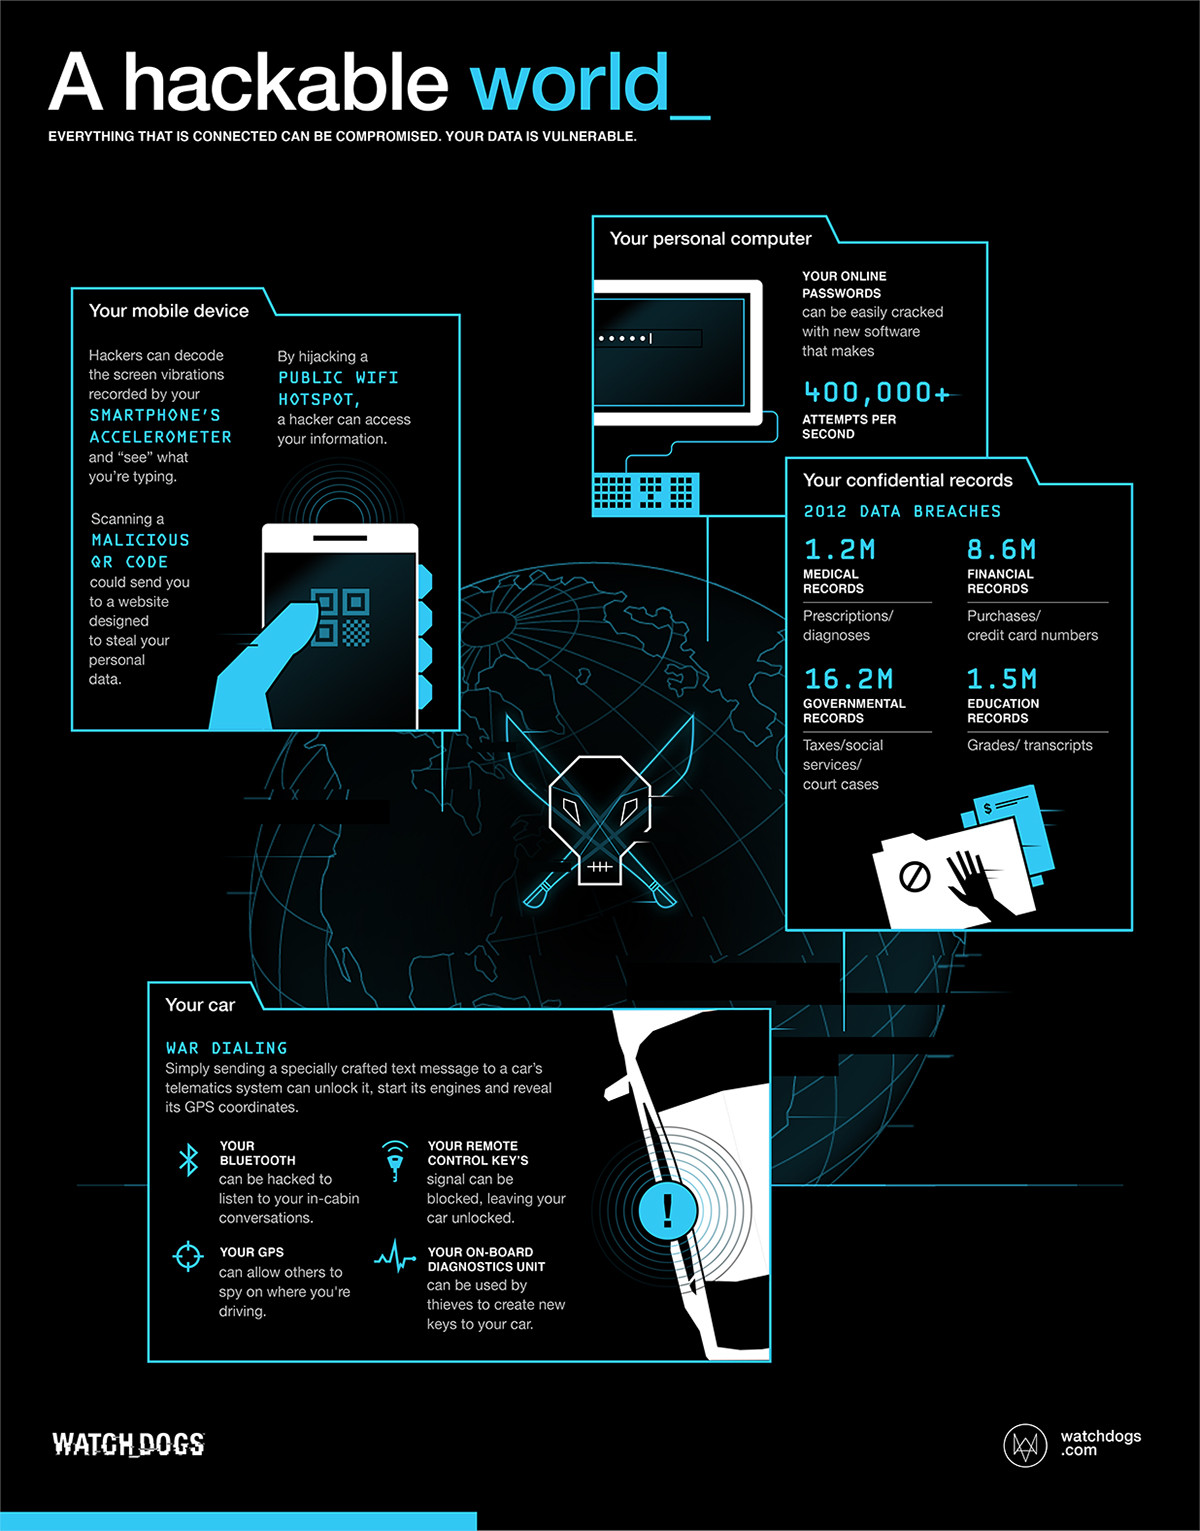 A hackable world_
EVERYTHING THAT IS CONNECTED CAN BE COMPROMISED. YOUR DATA IS VULNERABLE.
Your mobile device
Hackers can decode
the screen vibrations
recorded by your
SMARTPHONE'S
ACCELEROMETER
and “see” what
you're typing.
By hijacking a
PUBLIC WIFI
HOTSPOT,
a hacker can access
your information.
Scanning a
MALICIOUS
QR CODE
could send you
to a website
designed
to steal your
personal
data.
Your personal computer
YOUR ONLINE
PASSWORDS
can be easily cracked
with new software
that makes
400,000+
ATTEMPTS PER
SECOND
Your confidential records
2012 DATA BREACHES
1.2M
MEDICAL
RECORDS
Prescriptions/
diagnoses
8.6M
FINANCIAL
RECORDS
Purchases/
credit card numbers
16.2M
GOVERNMENTAL
RECORDS
Taxes/social
services/
court cases
1.5M
EDUCATION
RECORDS
Grades/ transcripts
$
Your car
WAR DIALING
Simply sending a specially crafted text message to a car's
telematics system can unlock it, start its engines and reveal
its GPS coordinates.
YOUR
BLUETOOTH
can be hacked to
listen to your in-cabin
conversations.
YOUR REMOTE
CONTROL KEY'S
signal can be
blocked, leaving your
car unlocked.
YOUR GPS
can allow others to
spy on where you're
driving.
YOUR ON-BOARD
DIAGNOSTICS UNIT
can be used by
thieves to create new
keys to your car.
!
WATCH_DOGS
watchdogs
.com